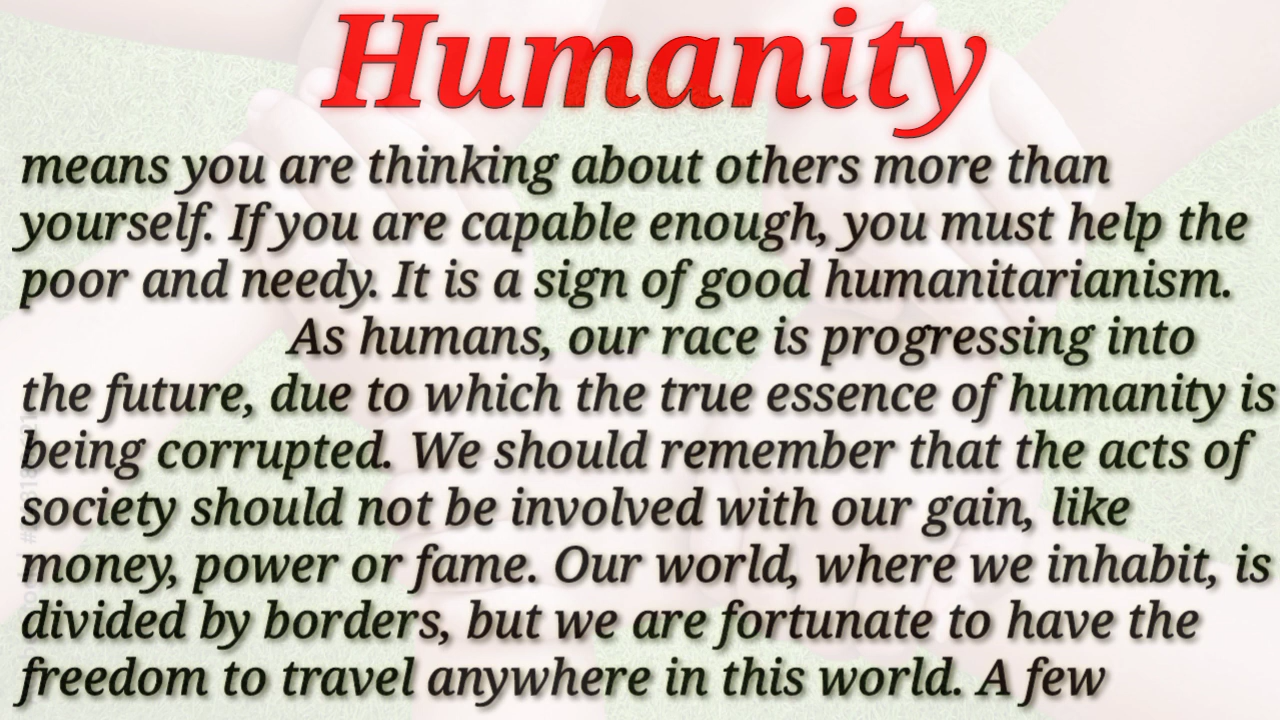 Humanity
means you are thinking about others more than
yourself. If you are capable enough, you must help the
poor and needy. It is a sign of good humanitarianism.
As humans, our race is progressing into
the future, due to which the true essence of humanity is
being corrupted. We should remember that the acts of
society should not be involved with our gain, like
money, power or fame. Our world, where we inhabit, is
divided by borders, but we are fortunate to have the
freedom to travel anywhere in this world. A few